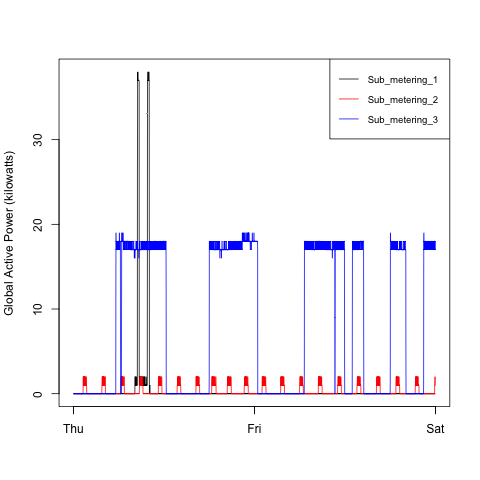 Sub_metering_1
Sub_metering_2
Sub_metering_3
Global Active Power (kilowatts)
30
20
10
0
Thu Fri Sat